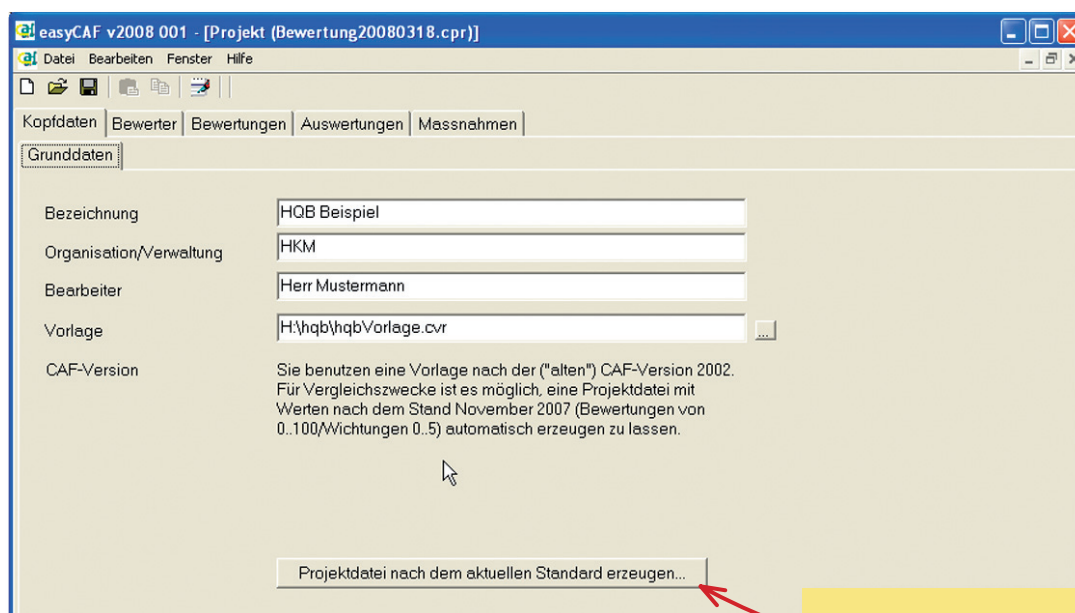 easyCAF v2008 001 - [Projekt (Bewertung20080318.cpr)]
Datei Bearbeiten Fenster Hilfe
Kopfdaten Bewerter Bewertungen Auswertungen Massnahmen
Grunddaten
Bezeichnung HQB Beispiel
Organisation/Verwaltung HKM
Bearbeiter Herr Mustermann
Vorlage H:\hqb\hqbVorlage.cvr ...
CAF-Version Sie benutzen eine Vorlage nach der ("alten") CAF-Version 2002.
Für Vergleichszwecke ist es möglich, eine Projektdatei mit
Werten nach dem Stand November 2007 (Bewertungen von
0..100/Wichtungen 0..5) automatisch erzeugen zu lassen.
Projektdatei nach dem aktuellen Standard erzeugen...